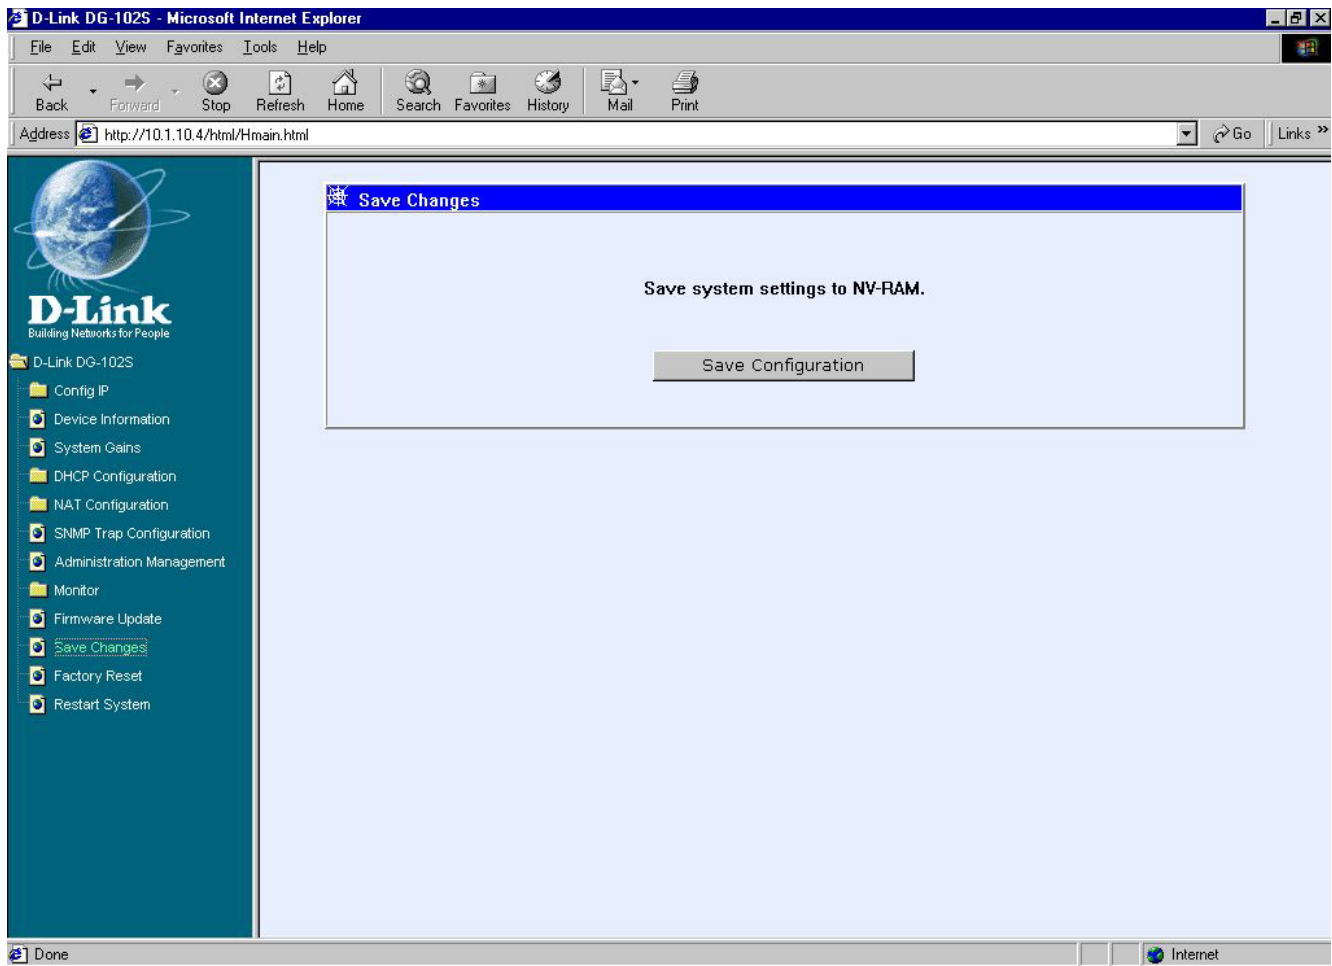 D-Link DG-102S - Microsoft Internet Explorer
File Edit View Favorites Tools Help
Back Forward Stop Refresh Home Search Favorites History Mail Print
Address http://10.1.10.4/html/Hmain.html Go Links »
D-Link
Building Networks for People
D-Link DG-102S
Config IP
Device Information
System Gains
DHCP Configuration
NAT Configuration
SNMP Trap Configuration
Administration Management
Monitor
Firmware Update
Save Changes
Factory Reset
Restart System
Save Changes
Save system settings to NV-RAM.
Save Configuration
Done Internet